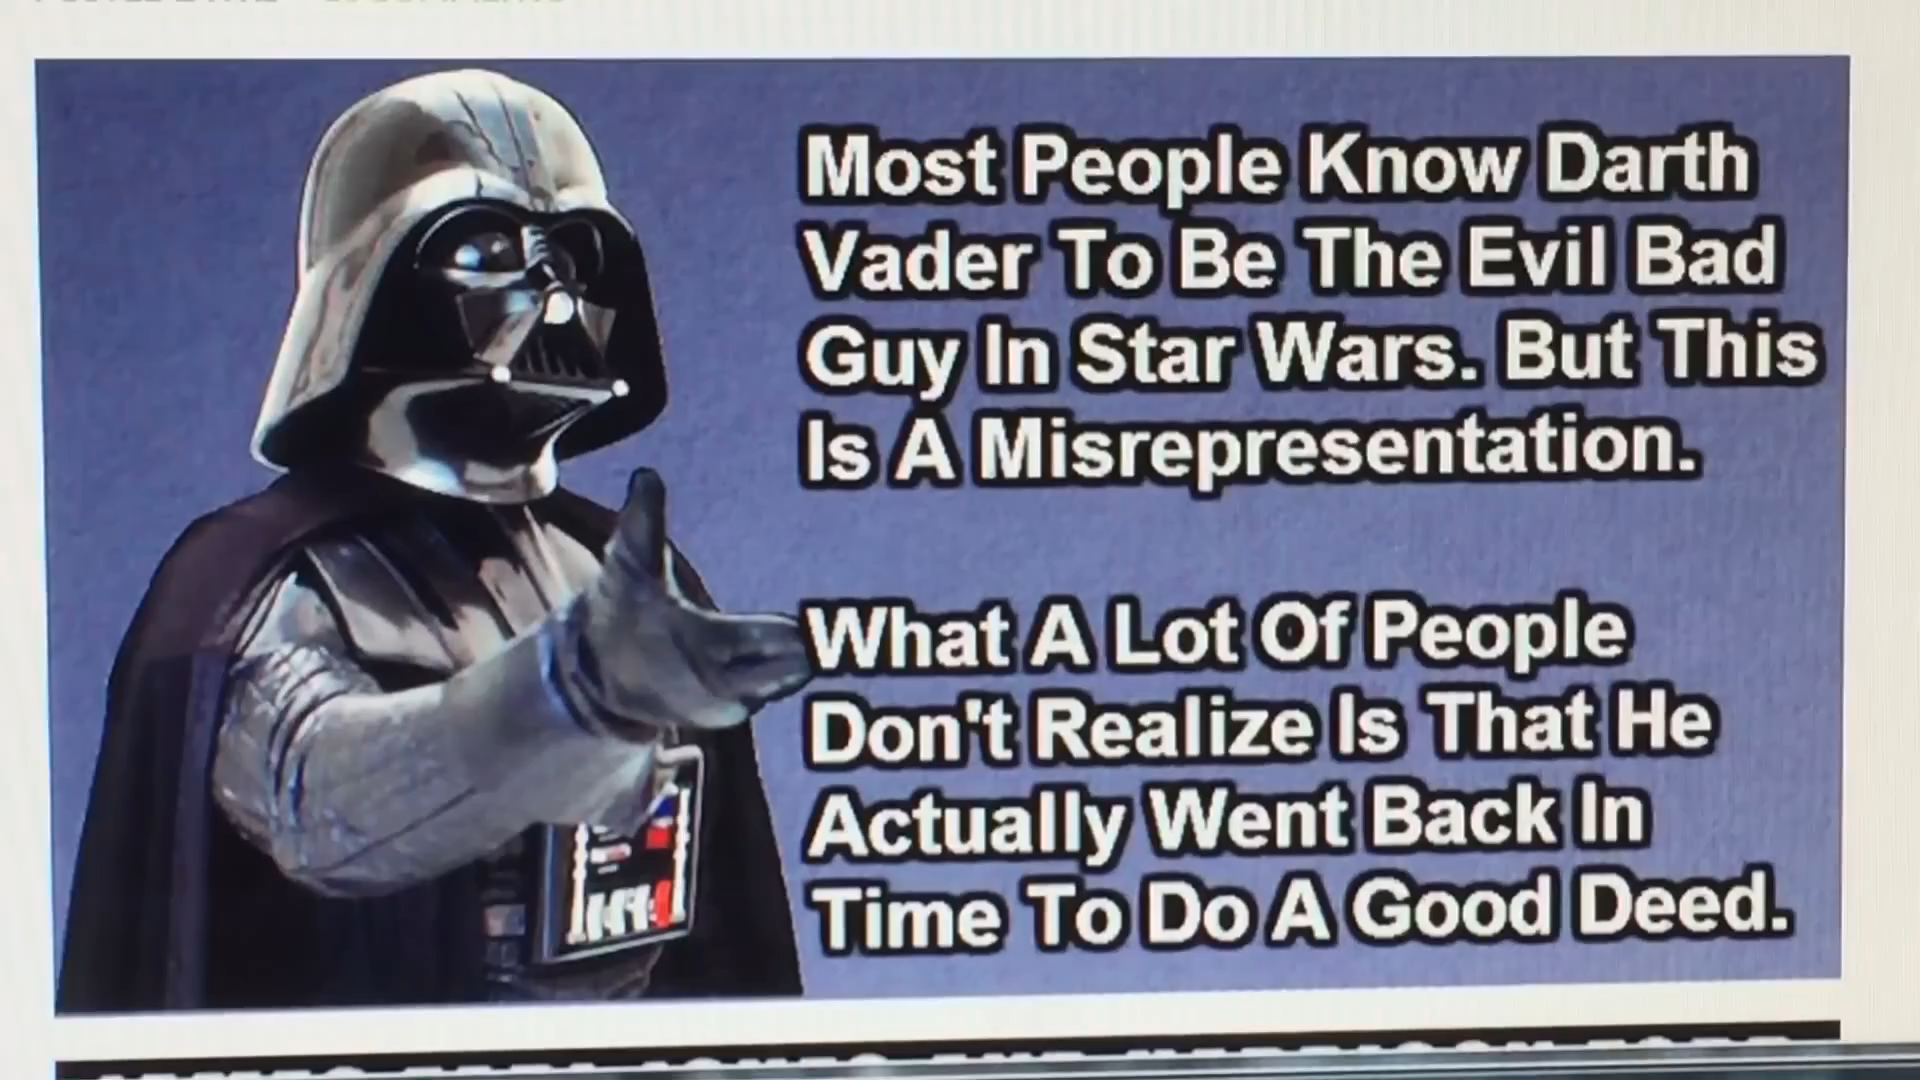 Most People Know Darth
Vader To Be The Evil Bad
Guy In Star Wars. But This
Is A Misrepresentation.
What A Lot Of People
Don't Realize Is That He
Actually Went Back In
Time To Do A Good Deed.